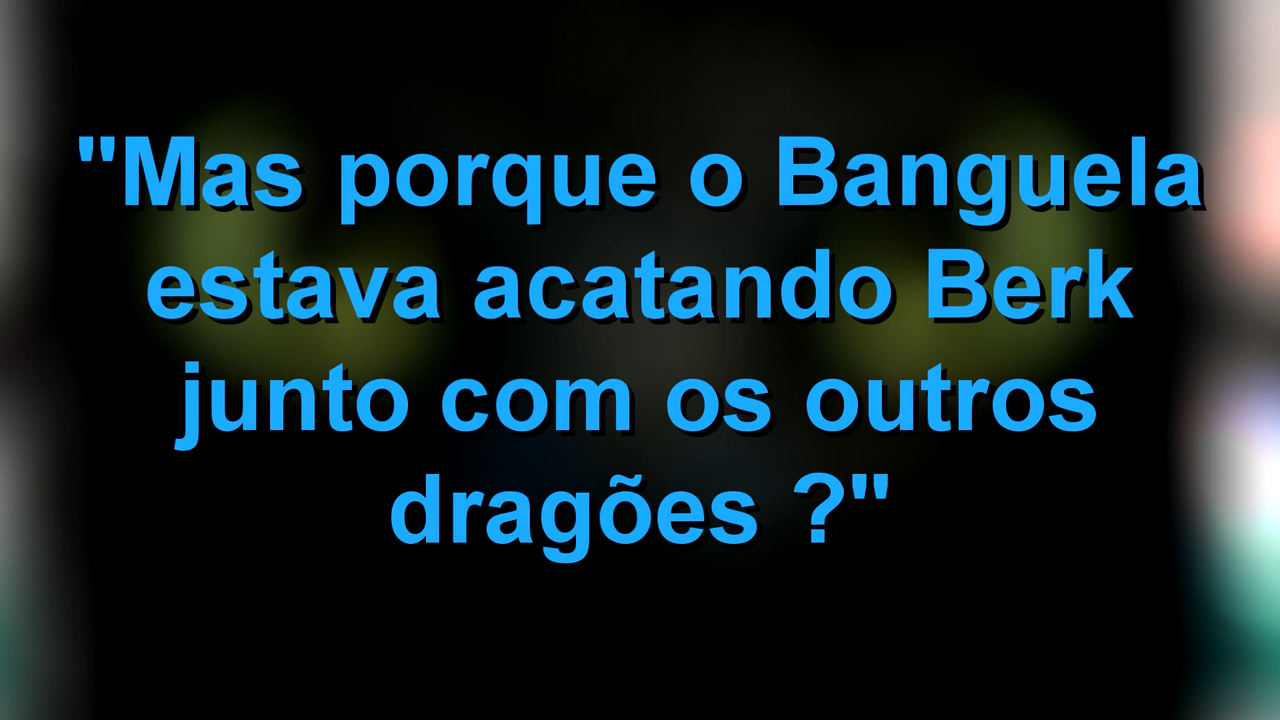 "Mas porque o Banguela
estava acatando Berk
junto com os outros
dragões ?"